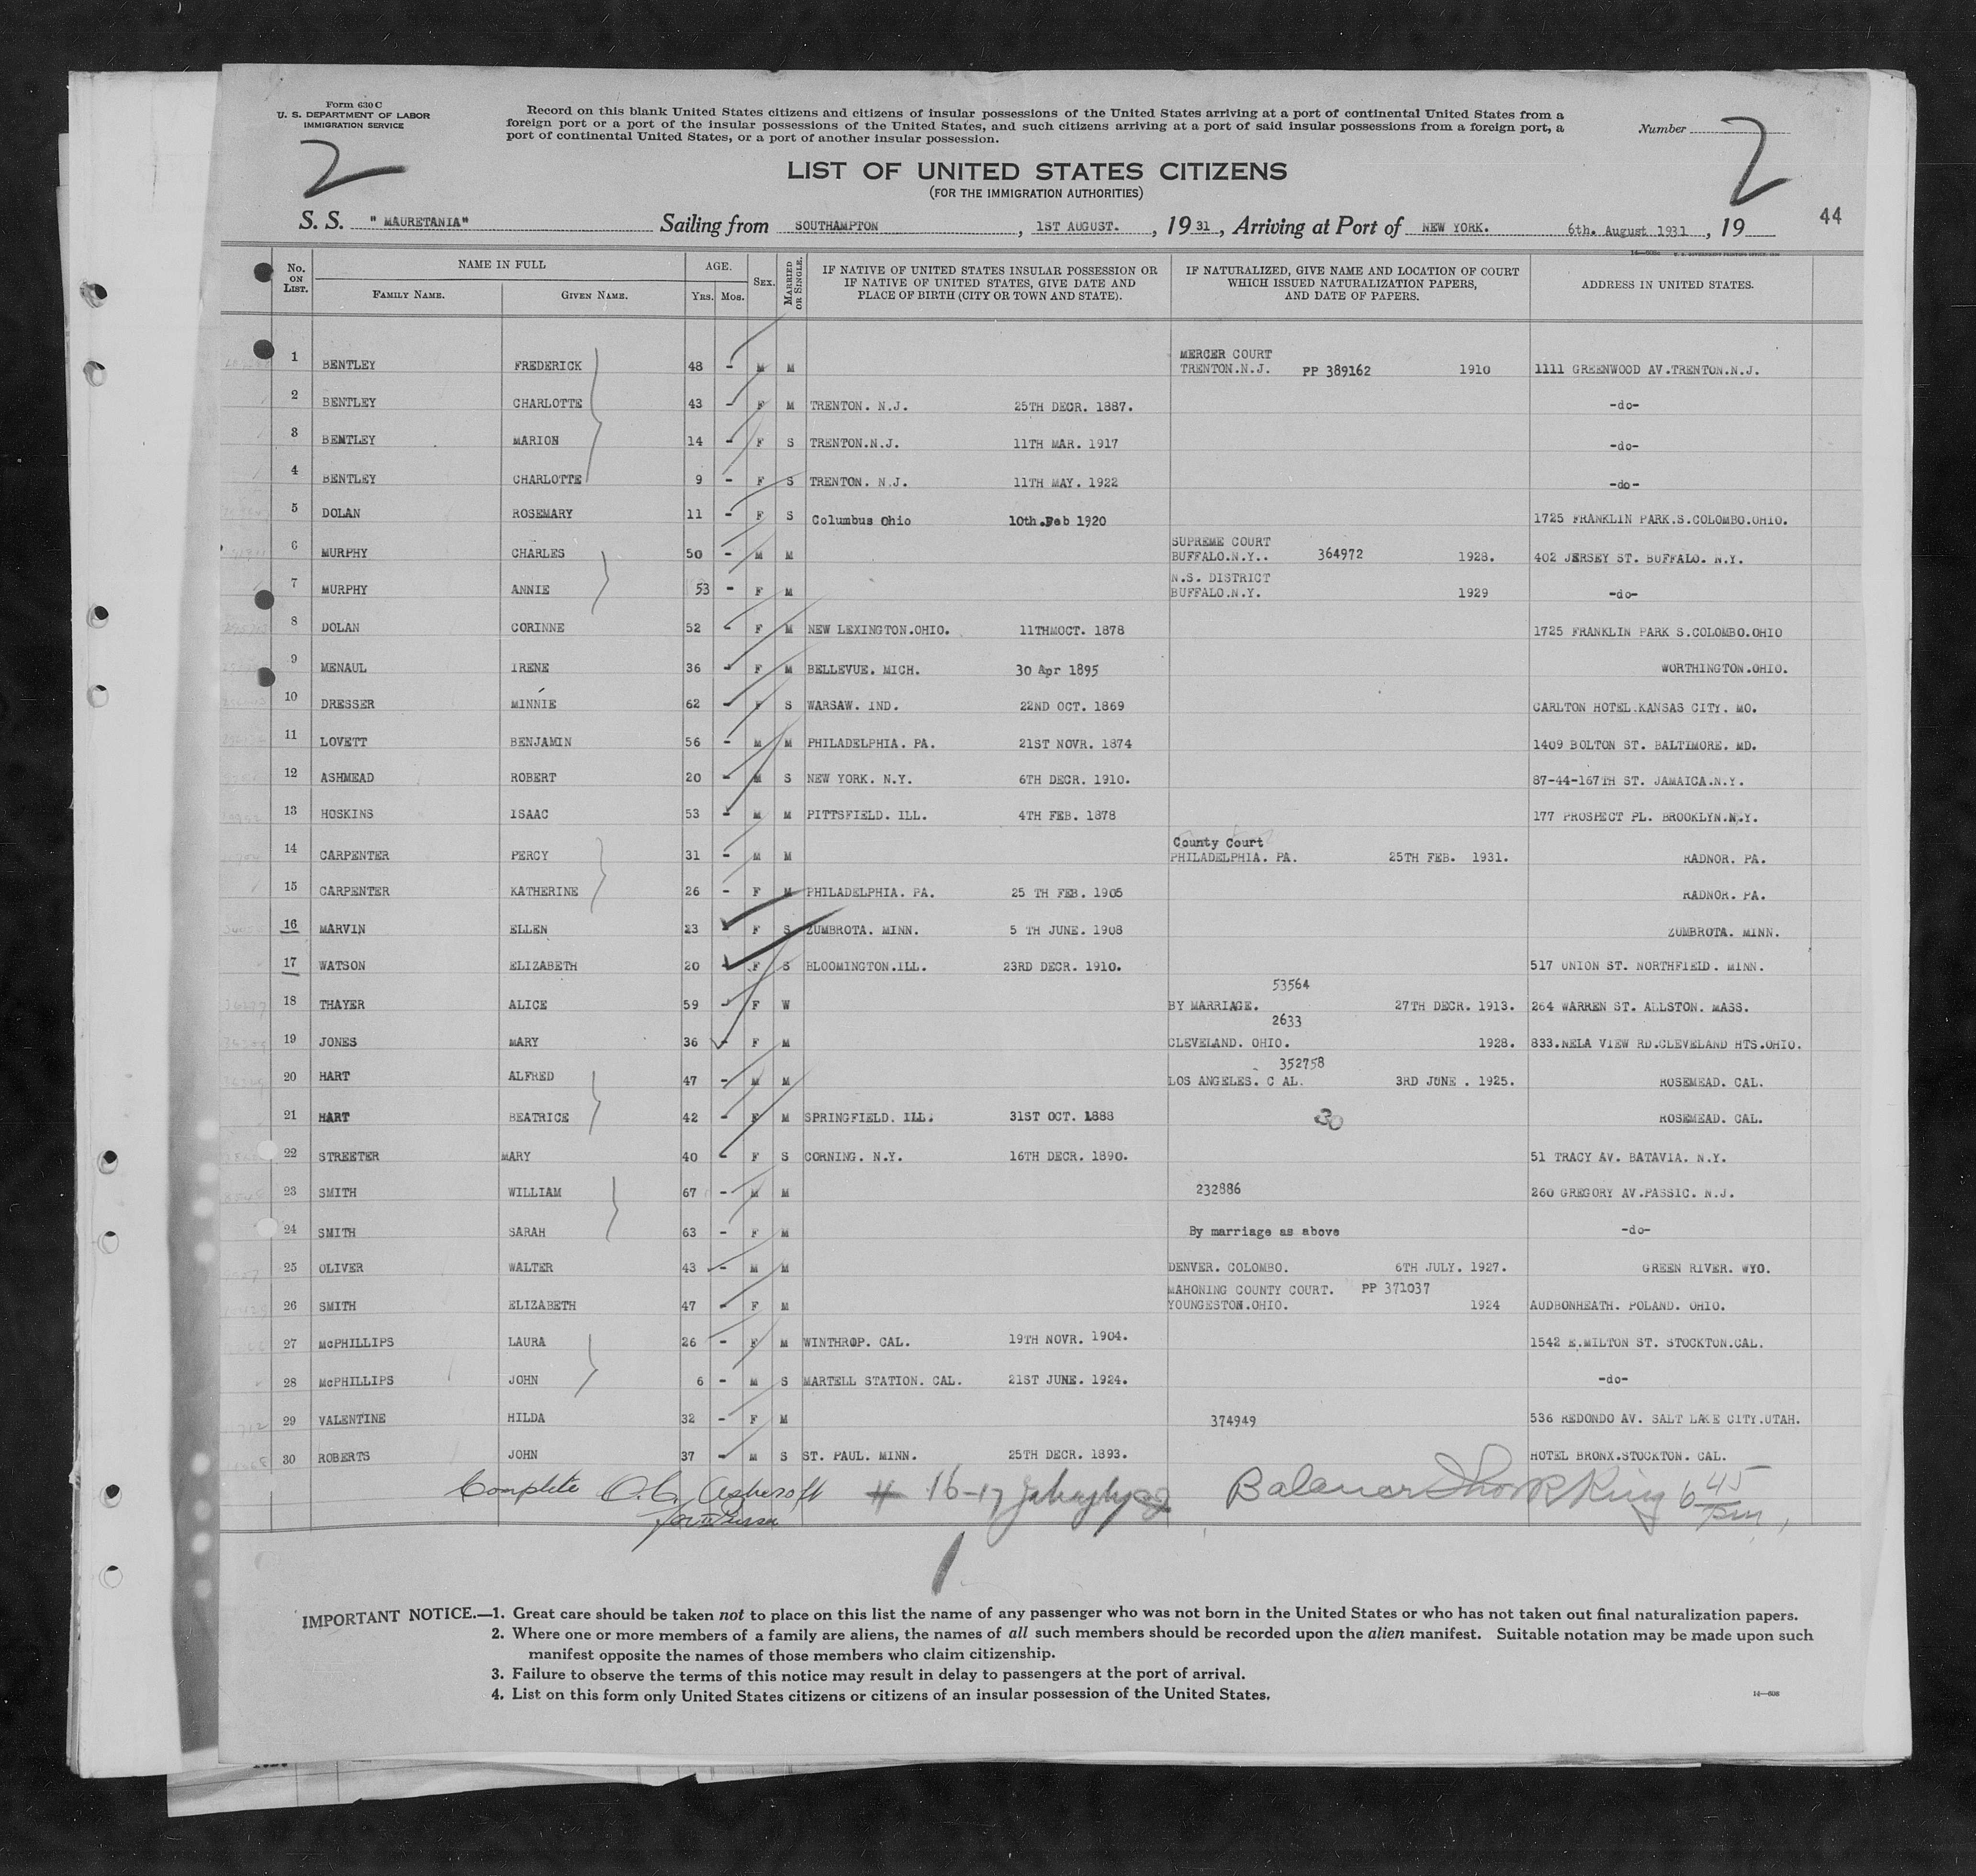 Form 630 C
U. S. DEPARTMENT OF LABOR
IMMIGRATION SERVICE
Record on this blank United States citizens and citizens of insular possessions of the United States arriving at a port of continental United States from a
foreign port or a port of the insular possessions of the United States, and such citizens arriving at a port of said insular possessions from a foreign port, a
port of continental United States, or a port of another insular possession.
Number
2 2
LIST OF UNITED STATES CITIZENS
(FOR THE IMMIGRATION AUTHORITIES)
44
S. S. "MAURETANIA" Sailing from SOUTHAMPTON, 1ST AUGUST., 1931, Arriving at Port of NEW YORK. 6th. August 1931, 19
No. ON LIST. NAME IN FULL FAMILY NAME. GIVEN NAME. AGE. YRS. MOS. SEX. MARRIED OR SINGLE. IF NATIVE OF UNITED STATES INSULAR POSSESSION OR IF NATIVE OF UNITED STATES, GIVE DATE AND PLACE OF BIRTH (CITY OR TOWN AND STATE). IF NATURALIZED, GIVE NAME AND LOCATION OF COURT WHICH ISSUED NATURALIZATION PAPERS, AND DATE OF PAPERS. ADDRESS IN UNITED STATES.
1 BENTLEY FREDERICK 48 - M M MERCER COURT TRENTON.N.J. PP 389162 1910 1111 GREENWOOD AV.TRENTON.N.J.
2 BENTLEY CHARLOTTE 43 - F M TRENTON. N.J. 25TH DECR. 1887. -do-
3 BENTLEY MARION 14 - F S TRENTON.N.J. 11TH MAR. 1917 -do-
4 BENTLEY CHARLOTTE 9 - F S TRENTON. N.J. 11TH MAY. 1922 -do-
5 DOLAN ROSEMARY 11 - F S Columbus Ohio 10th.Feb 1920 1725 FRANKLIN PARK.S.COLOMBO.OHIO.
6 MURPHY CHARLES 50 - M M SUPREME COURT BUFFALO.N.Y.. 364972 1928. 402 JERSEY ST. BUFFALO. N.Y.
7 MURPHY ANNIE 53 - F M N.S. DISTRICT BUFFALO.N.Y. 1929 -do-
8 DOLAN CORINNE 52 - F M NEW LEXINGTON.OHIO. 11THMOCT. 1878 1725 FRANKLIN PARK S.COLOMBO.OHIO
9 MENAUL IRENE 36 - F M BELLEVUE. MICH. 30 Apr 1895 WORTHINGTON.OHIO.
10 DRESSER MINNIE 62 - F S WARSAW. IND. 22ND OCT. 1869 CARLTON HOTEL.KANSAS CITY. MO.
11 LOVETT BENJAMIN 56 - M M PHILADELPHIA. PA. 21ST NOVR. 1874 1409 BOLTON ST. BALTIMORE. MD.
12 ASHMEAD ROBERT 20 - M S NEW YORK. N.Y. 6TH DECR. 1910. 87-44-167TH ST. JAMAICA.N.Y.
13 HOSKINS ISAAC 53 - M M PITTSFIELD. ILL. 4TH FEB. 1878 177 PROSPECT PL. BROOKLYN.N.Y.
14 CARPENTER PERCY 31 - M M County Court PHILADELPHIA. PA. 25TH FEB. 1931. RADNOR. PA.
15 CARPENTER KATHERINE 26 - F M PHILADELPHIA. PA. 25 TH FEB. 1905 RADNOR. PA.
16 MARVIN ELLEN 23 - F S ZUMBROTA. MINN. 5 TH JUNE. 1908 ZUMBROTA. MINN.
17 WATSON ELIZABETH 20 - F S BLOOMINGTON.ILL. 23RD DECR. 1910. 517 UNION ST. NORTHFIELD. MINN.
18 THAYER ALICE 59 - F W 53564 BY MARRIAGE. 27TH DECR. 1913. 264 WARREN ST. ALLSTON. MASS.
19 JONES MARY 36 - F M 2633 CLEVELAND. OHIO. 1928. 833.NELA VIEW RD.CLEVELAND HTS.OHIO.
20 HART ALFRED 47 - M M 352758 LOS ANGELES. C AL. 3RD JUNE . 1925. ROSEMEAD. CAL.
21 HART BEATRICE 42 - F M SPRINGFIELD. ILL. 31ST OCT. 1888 30 ROSEMEAD. CAL.
22 STREETER MARY 40 - F S CORNING. N.Y. 16TH DECR. 1890. 51 TRACY AV. BATAVIA. N.Y.
23 SMITH WILLIAM 67 - M M 232886 260 GREGORY AV.PASSIC. N.J.
24 SMITH SARAH 63 - F M By marriage as above -do-
25 OLIVER WALTER 43 - M M DENVER. COLOMBO. 6TH JULY. 1927. GREEN RIVER. WYO.
26 SMITH ELIZABETH 47 - F M MAHONING COUNTY COURT. PP 371037 YOUNGESTON.OHIO. 1924 AUDBONHEATH. POLAND. OHIO.
27 McPHILLIPS LAURA 26 - F M WINTHROP. CAL. 19TH NOVR. 1904. 1542 E.MILTON ST. STOCKTON.CAL.
28 McPHILLIPS JOHN 6 - M S MARTELL STATION. CAL. 21ST JUNE. 1924. -do-
29 VALENTINE HILDA 32 - F M 374949 536 REDONDO AV. SALT LAKE CITY.UTAH.
30 ROBERTS JOHN 37 - M S ST. PAUL. MINN. 25TH DECR. 1893. HOTEL BRONX.STOCKTON. CAL.
Complete O.C. Ashcroft # 16-17 Balance King 6 45 pm
IMPORTANT NOTICE.—1. Great care should be taken not to place on this list the name of any passenger who was not born in the United States or who has not taken out final naturalization papers.
2. Where one or more members of a family are aliens, the names of all such members should be recorded upon the alien manifest. Suitable notation may be made upon such
manifest opposite the names of those members who claim citizenship.
3. Failure to observe the terms of this notice may result in delay to passengers at the port of arrival.
4. List on this form only United States citizens or citizens of an insular possession of the United States.
14—608